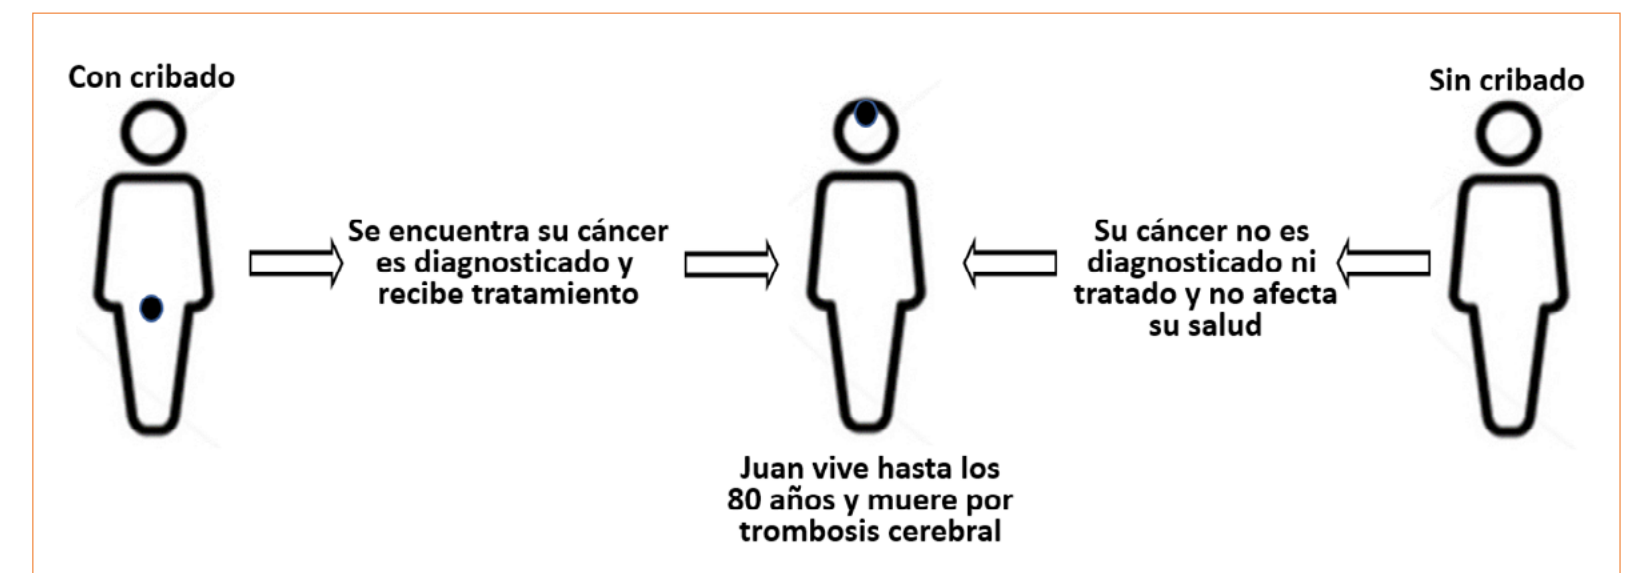 Con cribado
Se encuentra su cáncer
es diagnosticado y
recibe tratamiento
Juan vive hasta los
80 años y muere por
trombosis cerebral
Su cáncer no es
diagnosticado ni
tratado y no afecta
su salud
Sin cribado